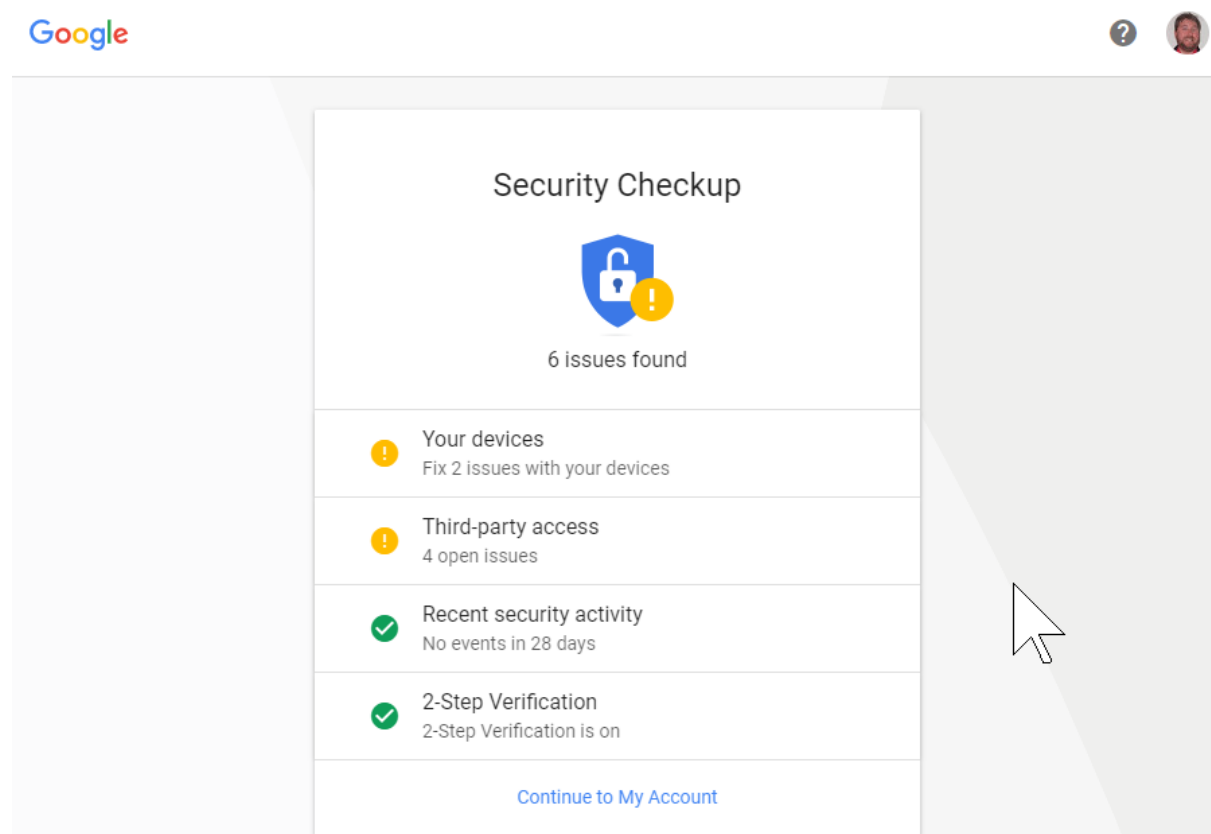 Google
Security Checkup
6 issues found
Your devices
Fix 2 issues with your devices
Third-party access
4 open issues
Recent security activity
No events in 28 days
2-Step Verification
2-Step Verification is on
Continue to My Account